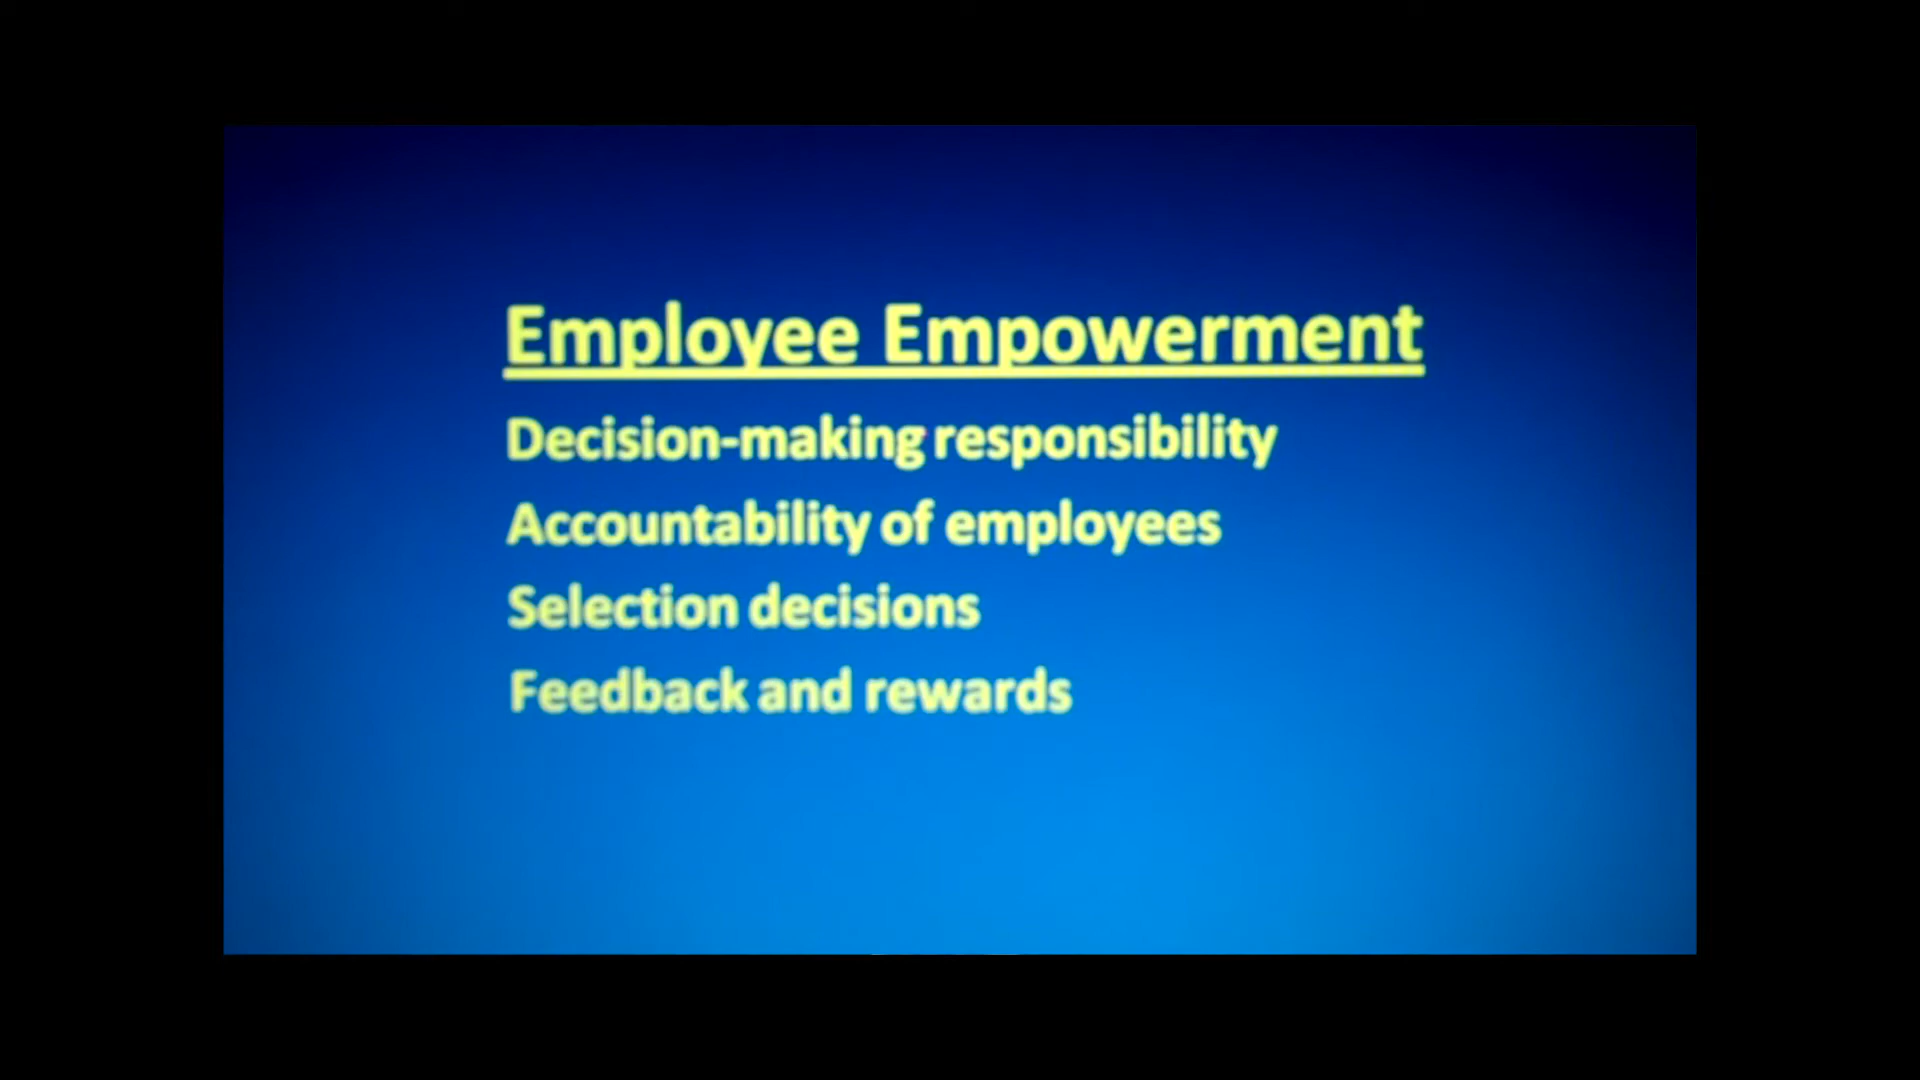 Employee Empowerment
Decision-making responsibility
Accountability of employees
Selection decisions
Feedback and rewards